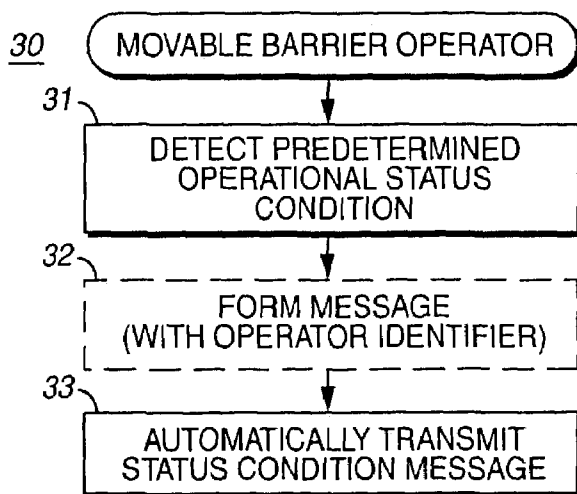 30
MOVABLE BARRIER OPERATOR
31
DETECT PREDETERMINED
OPERATIONAL STATUS
CONDITION
32
FORM MESSAGE
(WITH OPERATOR IDENTIFIER)
33
AUTOMATICALLY TRANSMIT
STATUS CONDITION MESSAGE